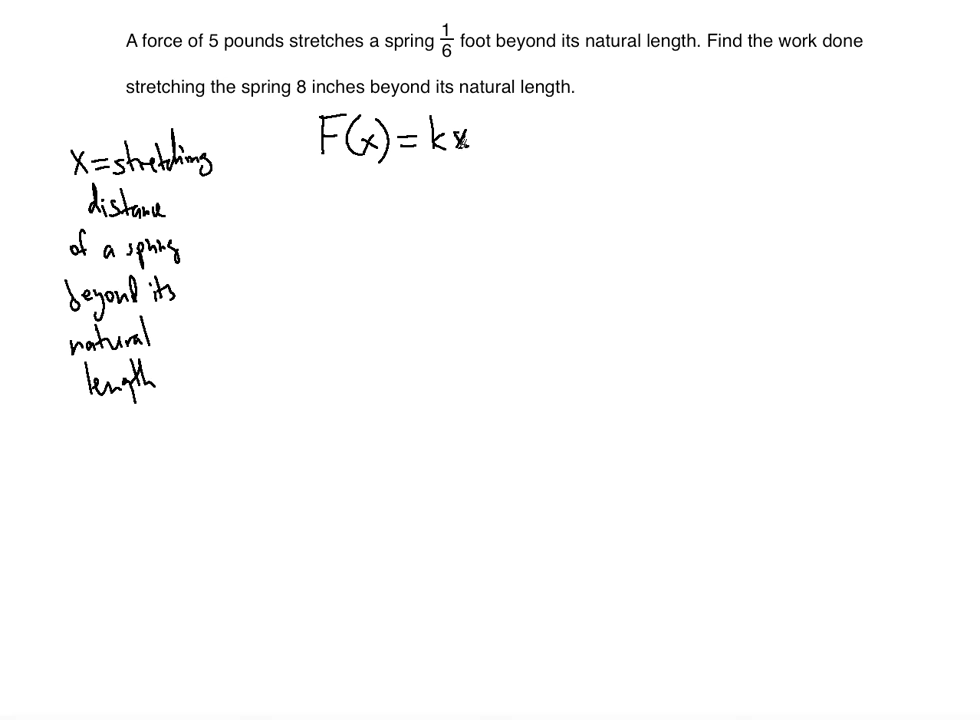 A force of 5 pounds stretches a spring 1/6 foot beyond its natural length. Find the work done
stretching the spring 8 inches beyond its natural length.
F(x) = kx
x = stretching
distance
of a spring
beyond its
natural
length